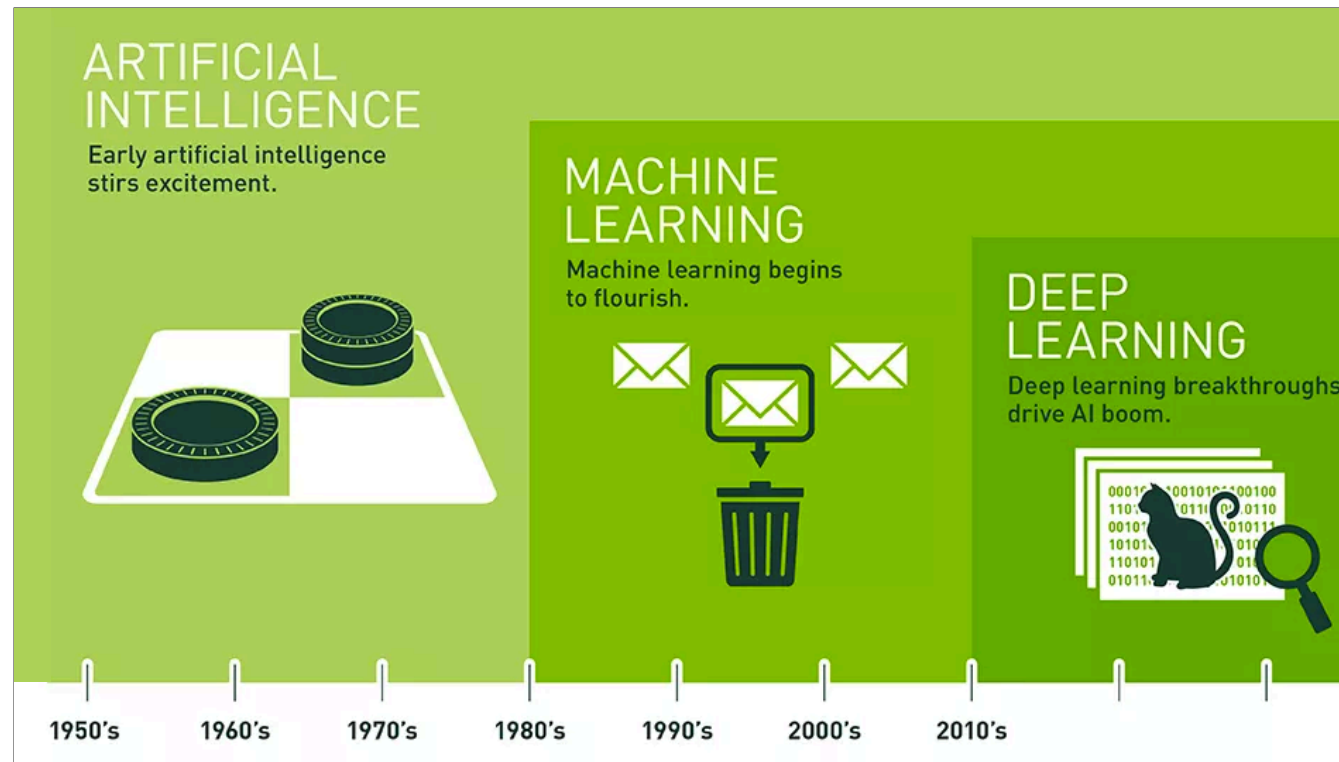 ARTIFICIAL
INTELLIGENCE
Early artificial intelligence
stirs excitement.
MACHINE
LEARNING
Machine learning begins
to flourish.
DEEP
LEARNING
Deep learning breakthroughs
drive AI boom.
1950's 1960's 1970's 1980's 1990's 2000's 2010's